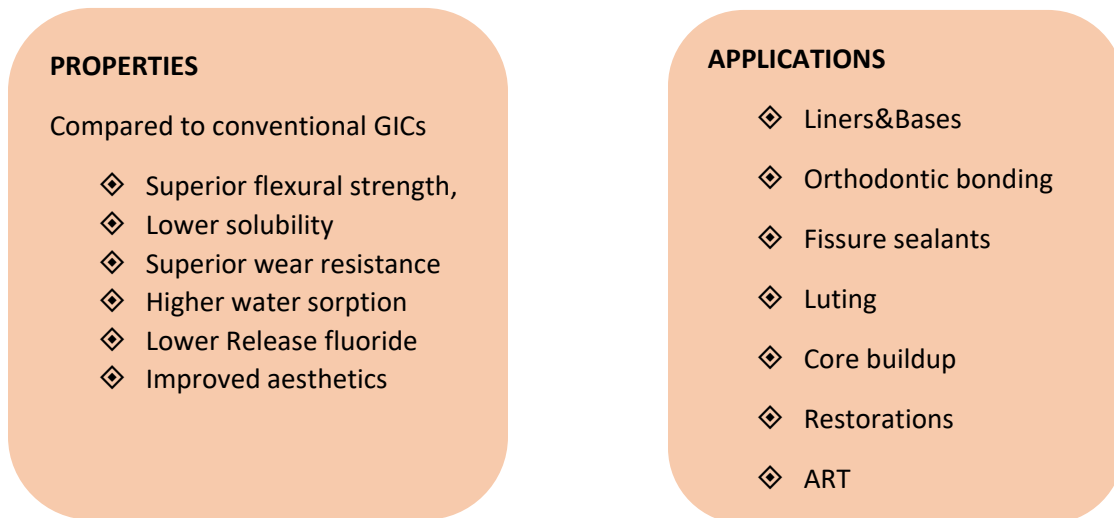 PROPERTIES
Compared to conventional GICs
Superior flexural strength,
Lower solubility
Superior wear resistance
Higher water sorption
Lower Release fluoride
Improved aesthetics
APPLICATIONS
Liners&Bases
Orthodontic bonding
Fissure sealants
Luting
Core buildup
Restorations
ART